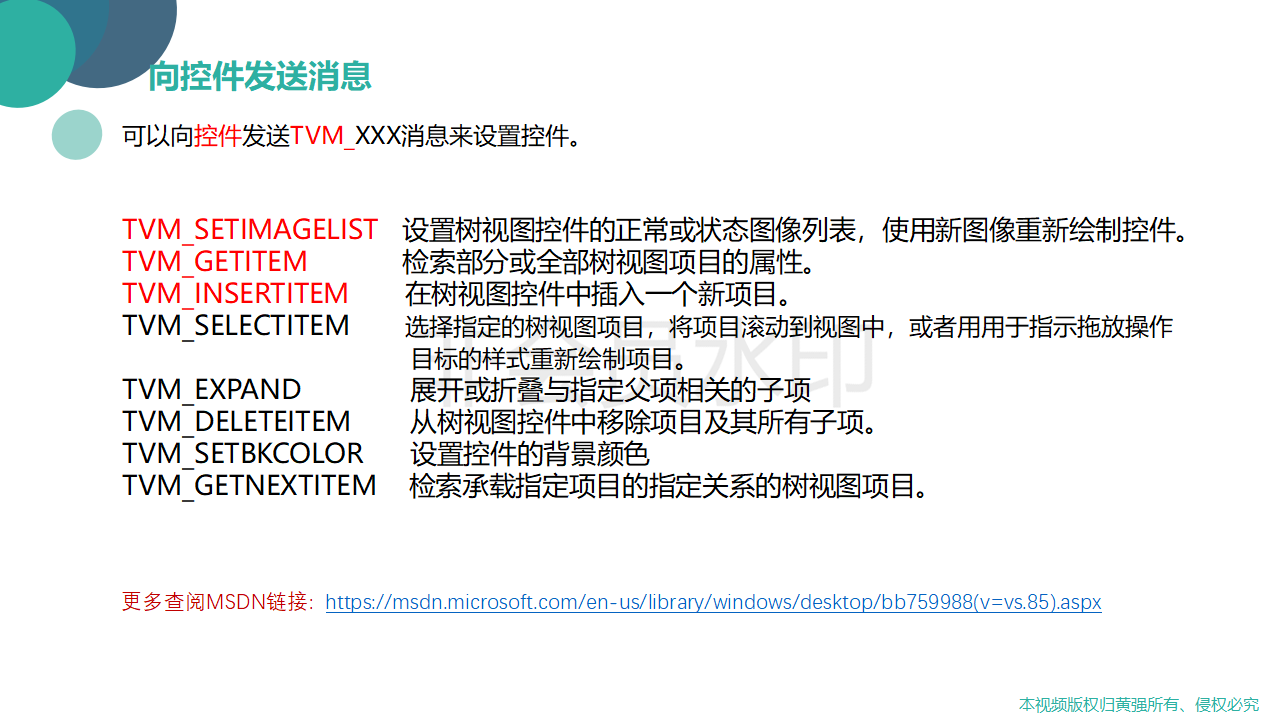 向控件发送消息
可以向控件发送TVM_XXX消息来设置控件。
TVM_SETIMAGELIST 设置树视图控件的正常或状态图像列表，使用新图像重新绘制控件。
TVM_GETITEM 检索部分或全部树视图项目的属性。
TVM_INSERTITEM 在树视图控件中插入一个新项目。
TVM_SELECTITEM 选择指定的树视图项目，将项目滚动到视图中，或者用用于指示拖放操作
目标的样式重新绘制项目。
TVM_EXPAND 展开或折叠与指定父项相关的子项
TVM_DELETEITEM 从树视图控件中移除项目及其所有子项。
TVM_SETBKCOLOR 设置控件的背景颜色
TVM_GETNEXTITEM 检索承载指定项目的指定关系的树视图项目。
更多查阅MSDN链接：https://msdn.microsoft.com/en-us/library/windows/desktop/bb759988(v=vs.85).aspx
本视频版权归黄强所有、侵权必究